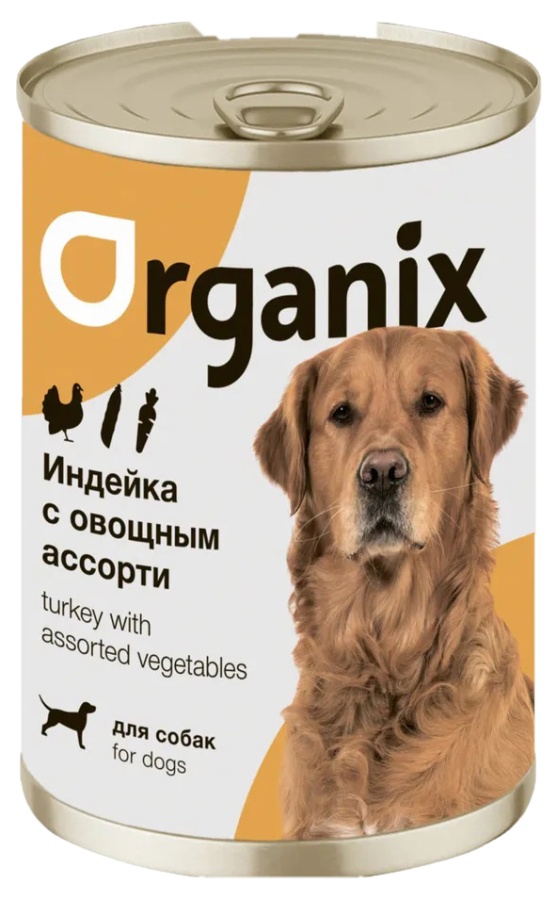 Organix
Индейка
с овощным
ассорти
turkey with
assorted vegetables
для собак
for dogs